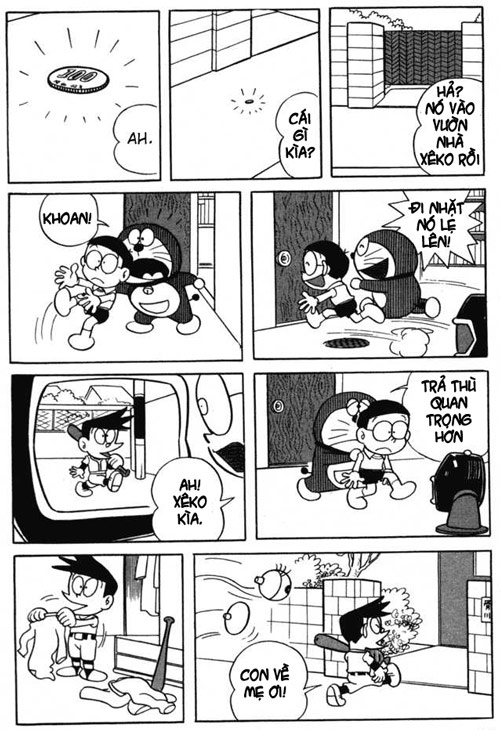 HẢ?
NÓ VÀO
VƯỜN
NHÀ
XÊKO RỒI
CÁI
GÌ
KÌA?
100
AH.
ĐI NHẶT
NÓ LẸ
LÊN!
KHOAN!
TRẢ THÙ
QUAN
TRỌNG
HƠN
AH!
XÊKO
KÌA.
CON VỀ
MẸ ƠI!